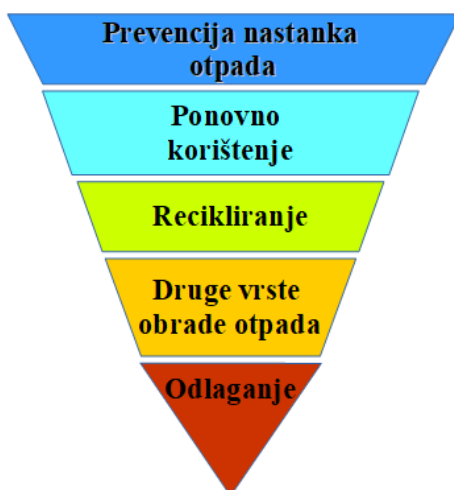 Prevencija nastanka
otpada
Ponovno
korištenje
Recikliranje
Druge vrste
obrade otpada
Odlaganje